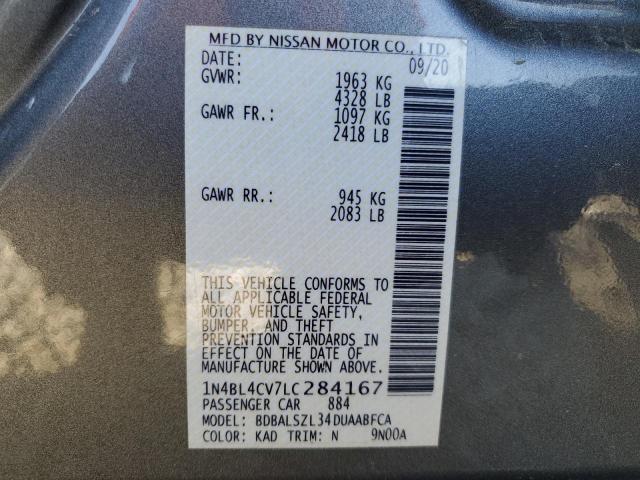 MFD BY NISSAN MOTOR CO., LTD.
DATE: 09/20
GVWR: 1963 KG
4328 LB
GAWR FR.: 1097 KG
2418 LB
GAWR RR.: 945 KG
2083 LB
THIS VEHICLE CONFORMS TO
ALL APPLICABLE FEDERAL
MOTOR VEHICLE SAFETY,
BUMPER, AND THEFT
PREVENTION STANDARDS IN
EFFECT ON THE DATE OF
MANUFACTURE SHOWN ABOVE.
1N4BL4CV7LC284167
PASSENGER CAR 884
MODEL: BDBALSZL34DUAABFCA
COLOR: KAD TRIM: N 9N00A